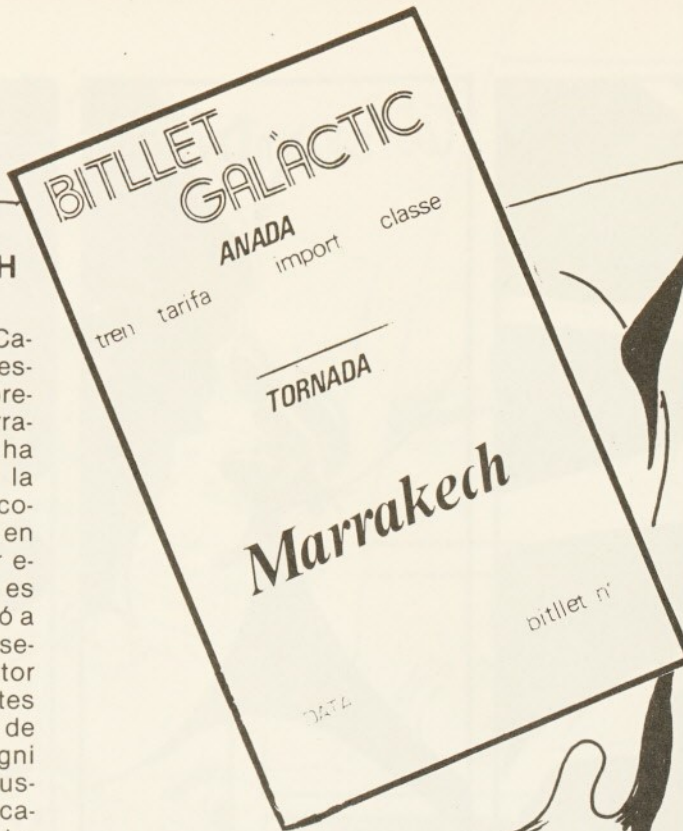 H
Ca-
es-
re-
rra-
ha
la
co-
en
r e-
es
ó a
se-
tor
tes
de
gni
us-
ca-
BITLLET
GALÀCTIC
ANADA
tren tarifa import classe
TORNADA
Marrakech
bitllet nº
DATA